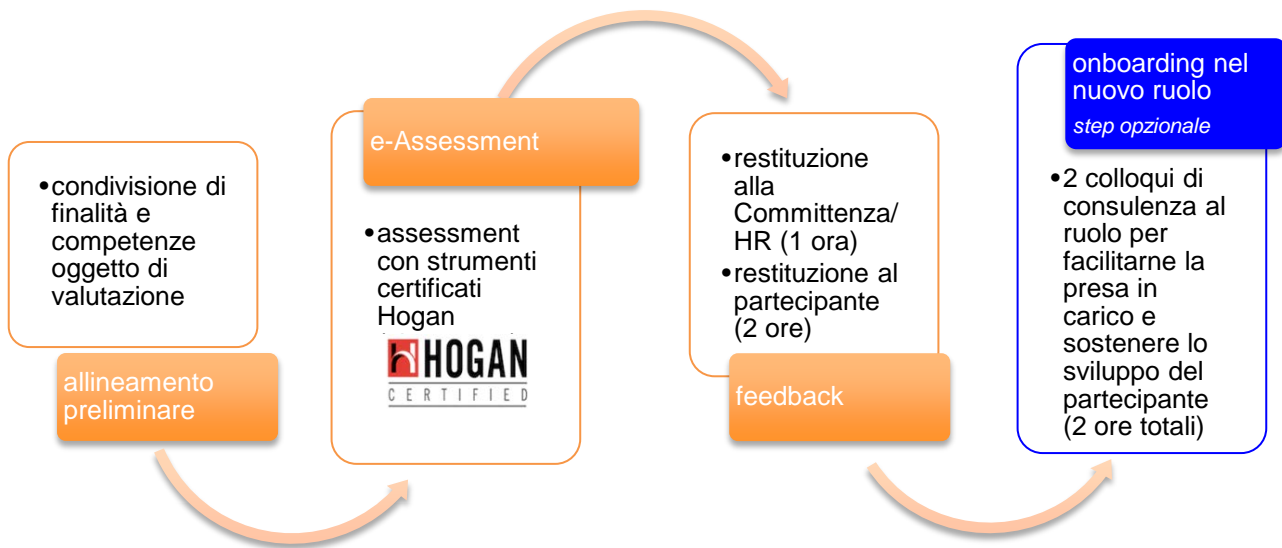 •condivisione di
finalità e
competenze
oggetto di
valutazione
allineamento
preliminare
e-Assessment
•assessment
con strumenti
certificati
Hogan
HOGAN
CERTIFIED
•restituzione
alla
Committenza/
HR (1 ora)
•restituzione al
partecipante
(2 ore)
feedback
onboarding nel
nuovo ruolo
step opzionale
•2 colloqui di
consulenza al
ruolo per
facilitarne la
presa in
carico e
sostenere lo
sviluppo del
partecipante
(2 ore totali)